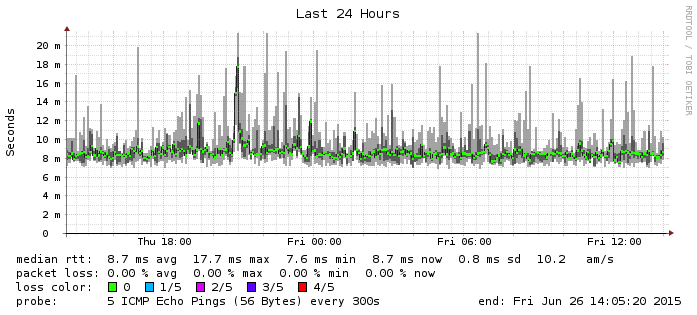 Last 24 Hours
RRDTOOL / TOBI OETIKER
Seconds
20 m
18 m
16 m
14 m
12 m
10 m
8 m
6 m
4 m
2 m
0
Thu 18:00 Fri 00:00 Fri 06:00 Fri 12:00
median rtt: 8.7 ms avg 17.7 ms max 7.6 ms min 8.7 ms now 0.8 ms sd 10.2 am/s
packet loss: 0.00 % avg 0.00 % max 0.00 % min 0.00 % now
loss color: 0 1/5 2/5 3/5 4/5
probe: 5 ICMP Echo Pings (56 Bytes) every 300s end: Fri Jun 26 14:05:20 2015